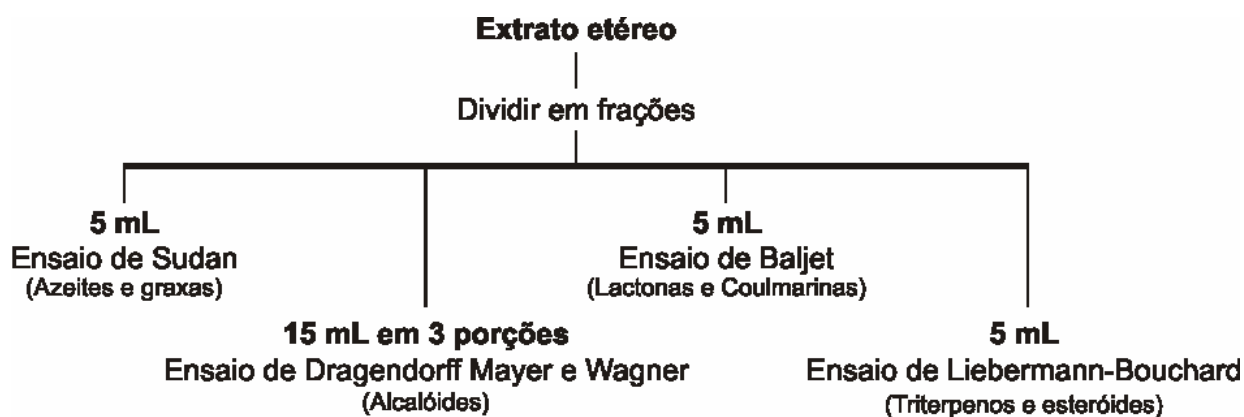 Extrato etéreo
Dividir em frações
5 mL
Ensaio de Sudan
(Azeites e graxas)
5 mL
Ensaio de Baljet
(Lactonas e Coulmarinas)
15 mL em 3 porções
Ensaio de Dragendorff Mayer e Wagner
(Alcalóides)
5 mL
Ensaio de Liebermann-Bouchard
(Triterpenos e esteróides)